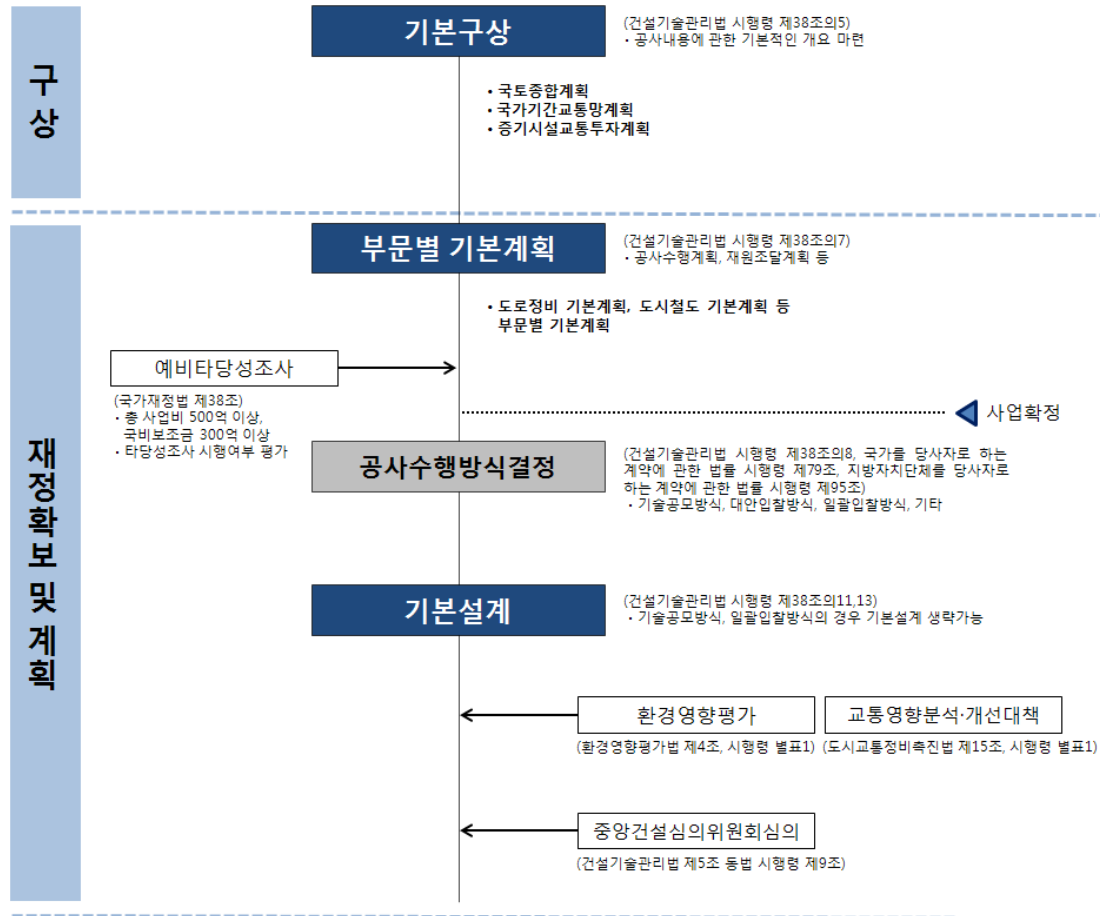 구상
기본구상
(건설기술관리법 시행령 제38조의5)
· 공사내용에 관한 기본적인 개요 마련
· 국토종합계획
· 국가기간교통망계획
· 증기시설교통투자계획
재정확보 및 계획
부문별 기본계획
(건설기술관리법 시행령 제38조의7)
· 공사수행계획, 재원조달계획 등
· 도로정비 기본계획, 도시철도 기본계획 등
부문별 기본계획
예비타당성조사
(국가재정법 제38조)
· 총 사업비 500억 이상,
국비보조금 300억 이상
· 타당성조사 시행여부 평가
사업확정
공사수행방식결정
(건설기술관리법 시행령 제38조의8, 국가를 당사자로 하는
계약에 관한 법률 시행령 제79조, 지방자치단체를 당사자로
하는 계약에 관한 법률 시행령 제95조)
· 기술공모방식, 대안입찰방식, 일괄입찰방식, 기타
기본설계
(건설기술관리법 시행령 제38조의11,13)
· 기술공모방식, 일괄입찰방식의 경우 기본설계 생략가능
환경영향평가
교통영향분석·개선대책
(환경영향평가법 제4조, 시행령 별표1)
(도시교통정비촉진법 제15조, 시행령 별표1)
중앙건설심의위원회심의
(건설기술관리법 제5조 동법 시행령 제9조)